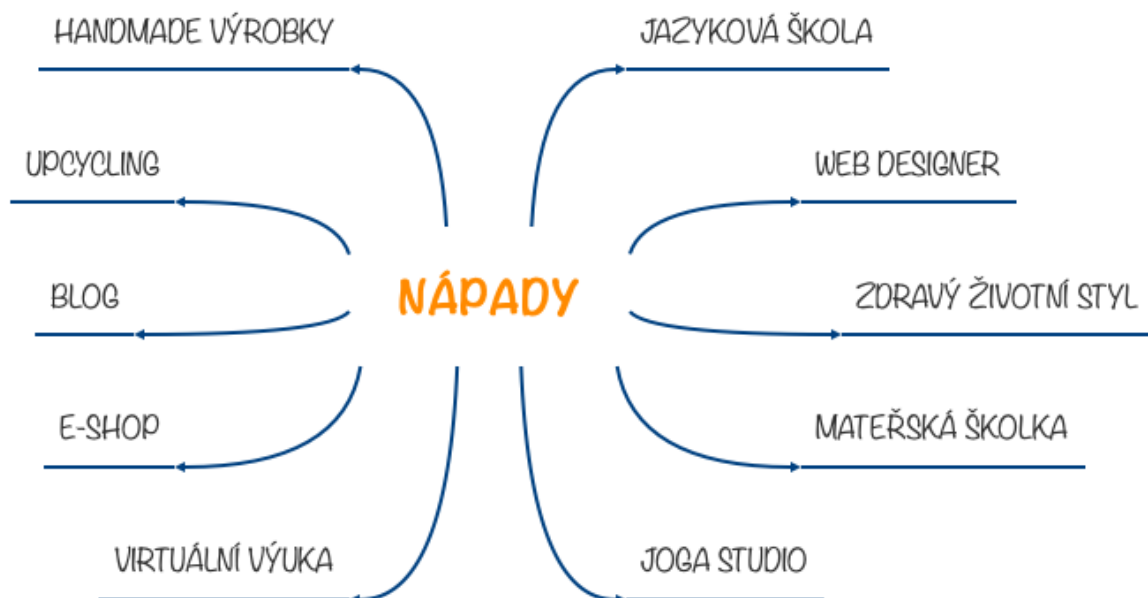 HANDMADE VÝROBKY
JAZYKOVÁ ŠKOLA
UPCYCLING
WEB DESIGNER
NÁPADY
BLOG
ZDRAVÝ ŽIVOTNÍ STYL
E-SHOP
MATEŘSKÁ ŠKOLKA
VIRTUÁLNÍ VÝUKA
JOGA STUDIO